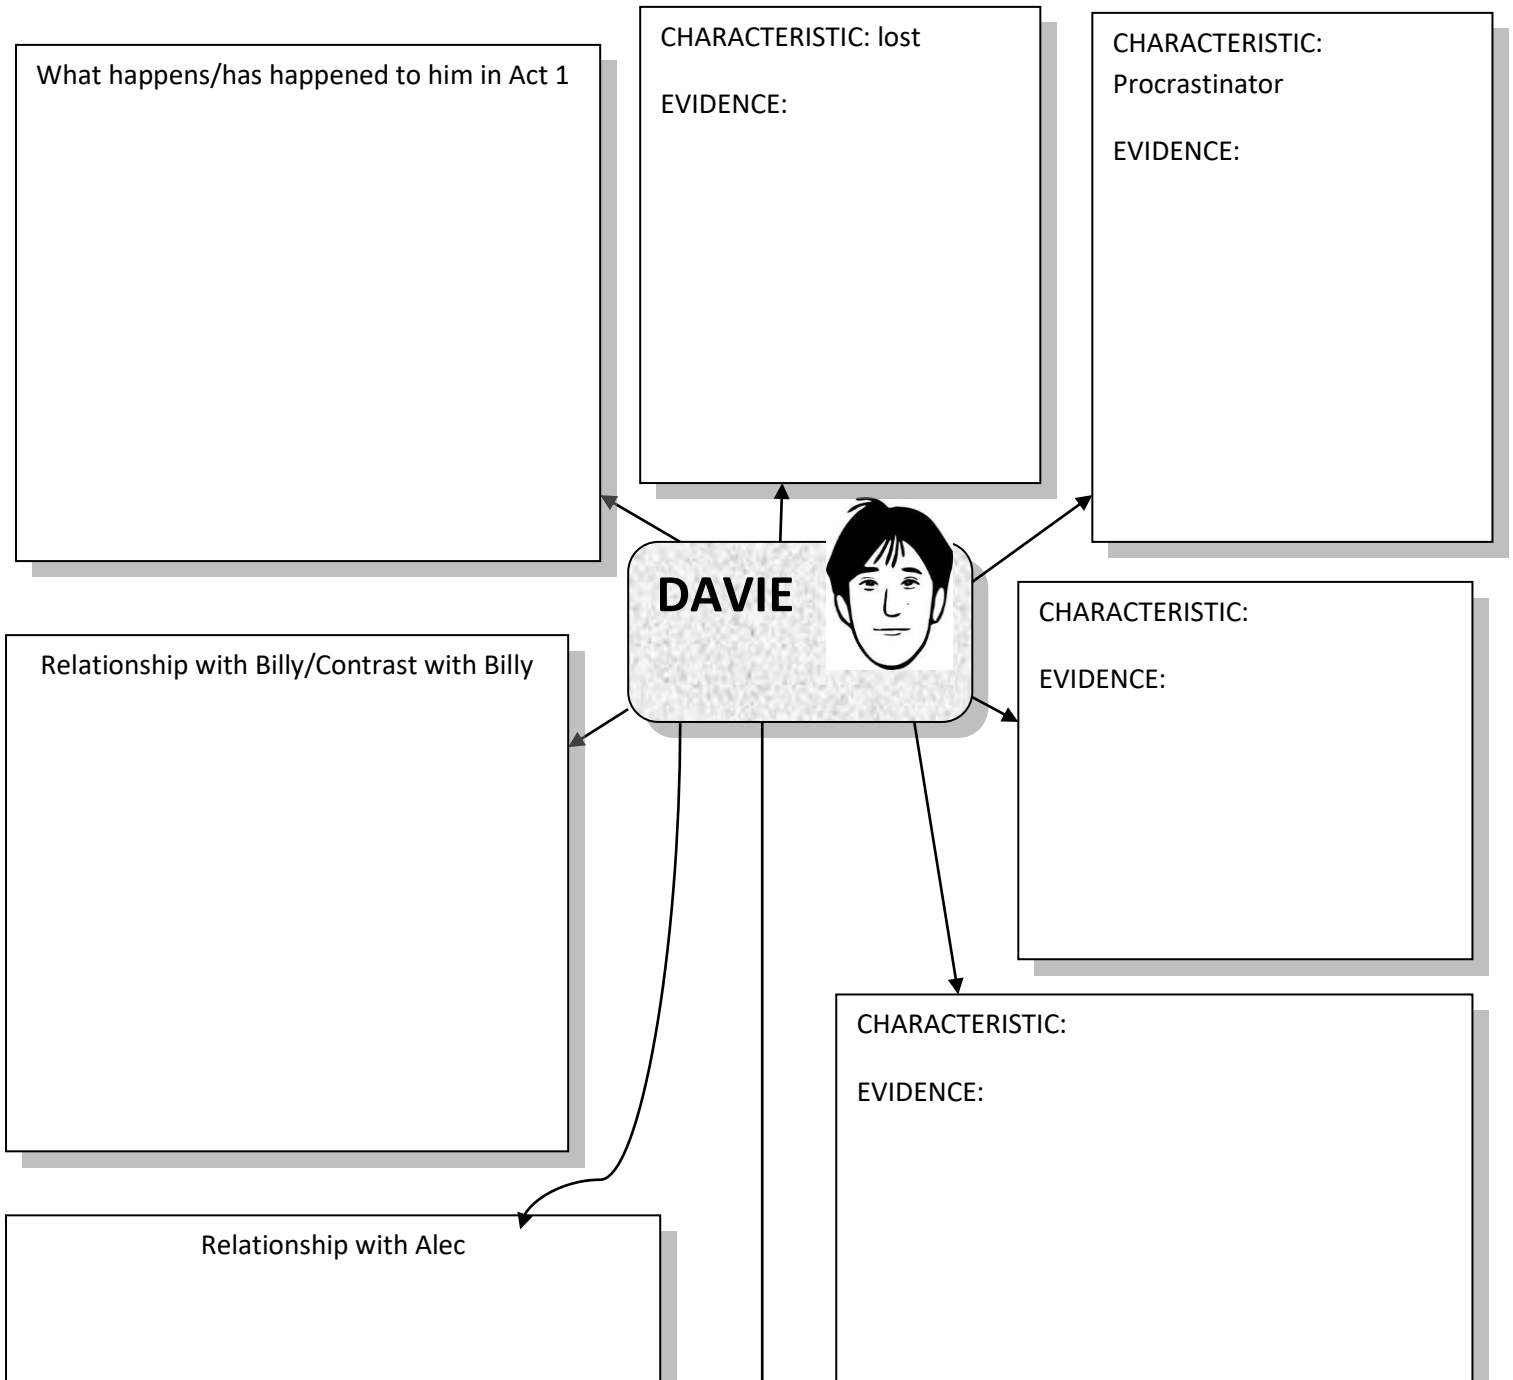 What happens/has happened to him in Act 1
CHARACTERISTIC: lost
EVIDENCE:
CHARACTERISTIC:
Procrastinator
EVIDENCE:
DAVIE
CHARACTERISTIC:
EVIDENCE:
Relationship with Billy/Contrast with Billy
CHARACTERISTIC:
EVIDENCE:
Relationship with Alec